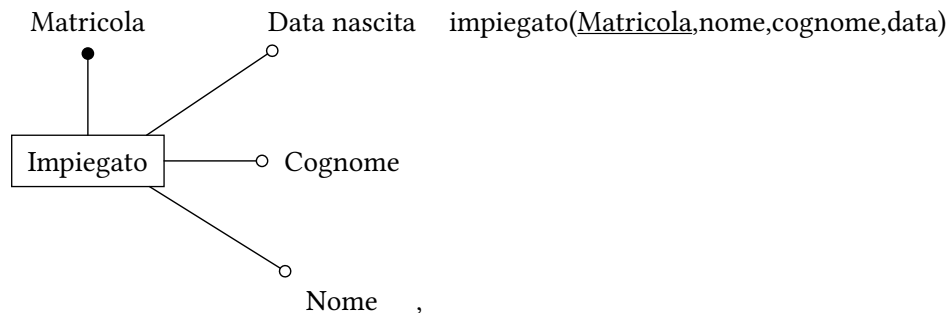 Matricola Data nascita impiegato(Matricola,nome,cognome,data)
Impiegato Cognome
Nome ,